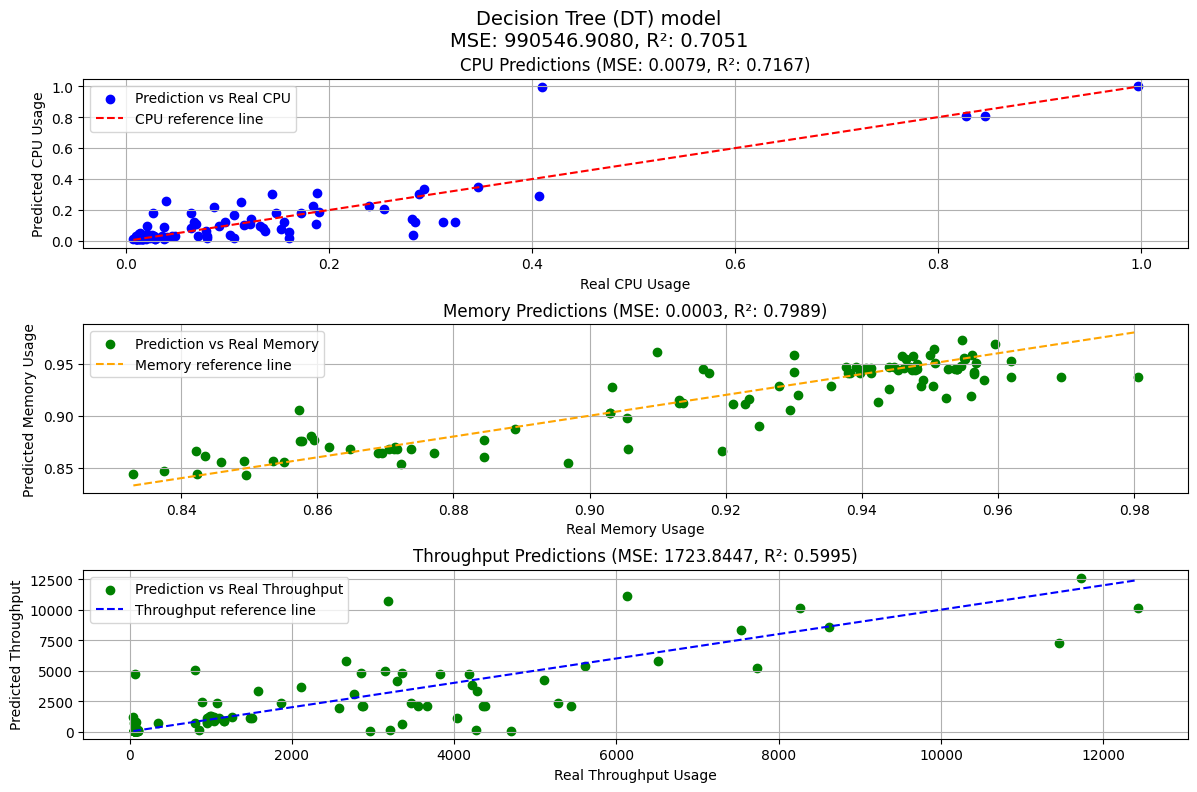 Decision Tree (DT) model
MSE: 990546.9080, R²: 0.7051
CPU Predictions (MSE: 0.0079, R²: 0.7167)
Predicted CPU Usage
1.0
0.8
0.6
0.4
0.2
0.0
Prediction vs Real CPU
CPU reference line
0.0 0.2 0.4 0.6 0.8 1.0
Real CPU Usage
Memory Predictions (MSE: 0.0003, R²: 0.7989)
Predicted Memory Usage
0.95
0.90
0.85
Prediction vs Real Memory
Memory reference line
0.84 0.86 0.88 0.90 0.92 0.94 0.96 0.98
Real Memory Usage
Throughput Predictions (MSE: 1723.8447, R²: 0.5995)
Predicted Throughput
12500
10000
7500
5000
2500
0
Prediction vs Real Throughput
Throughput reference line
0 2000 4000 6000 8000 10000 12000
Real Throughput Usage